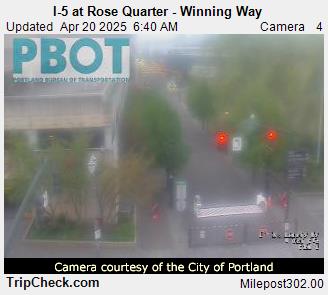 I-5 at Rose Quarter - Winning Way
Updated Apr 20 2025 6:40 AM Camera 4
PBOT
PORTLAND BUREAU OF TRANSPORTATION
Camera courtesy of the City of Portland
TripCheck.com Milepost302.00